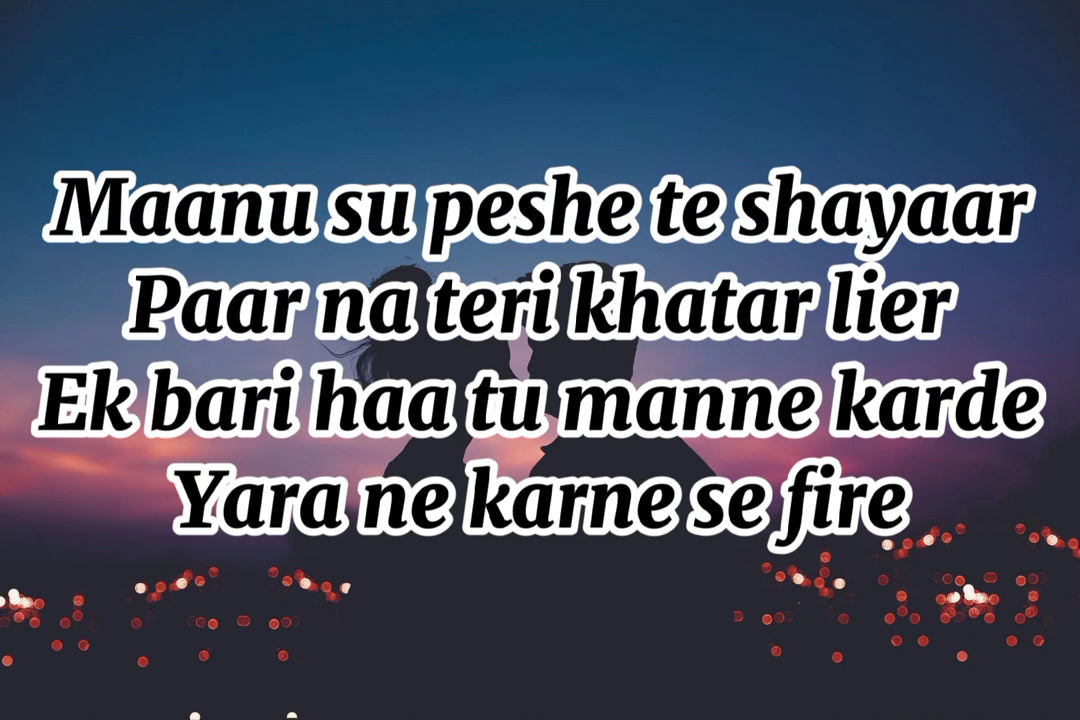 Maanu su peshe te shayaar
Paar na teri khatar lier
Ek bari haa tu manne karde
Yara ne karne se fire